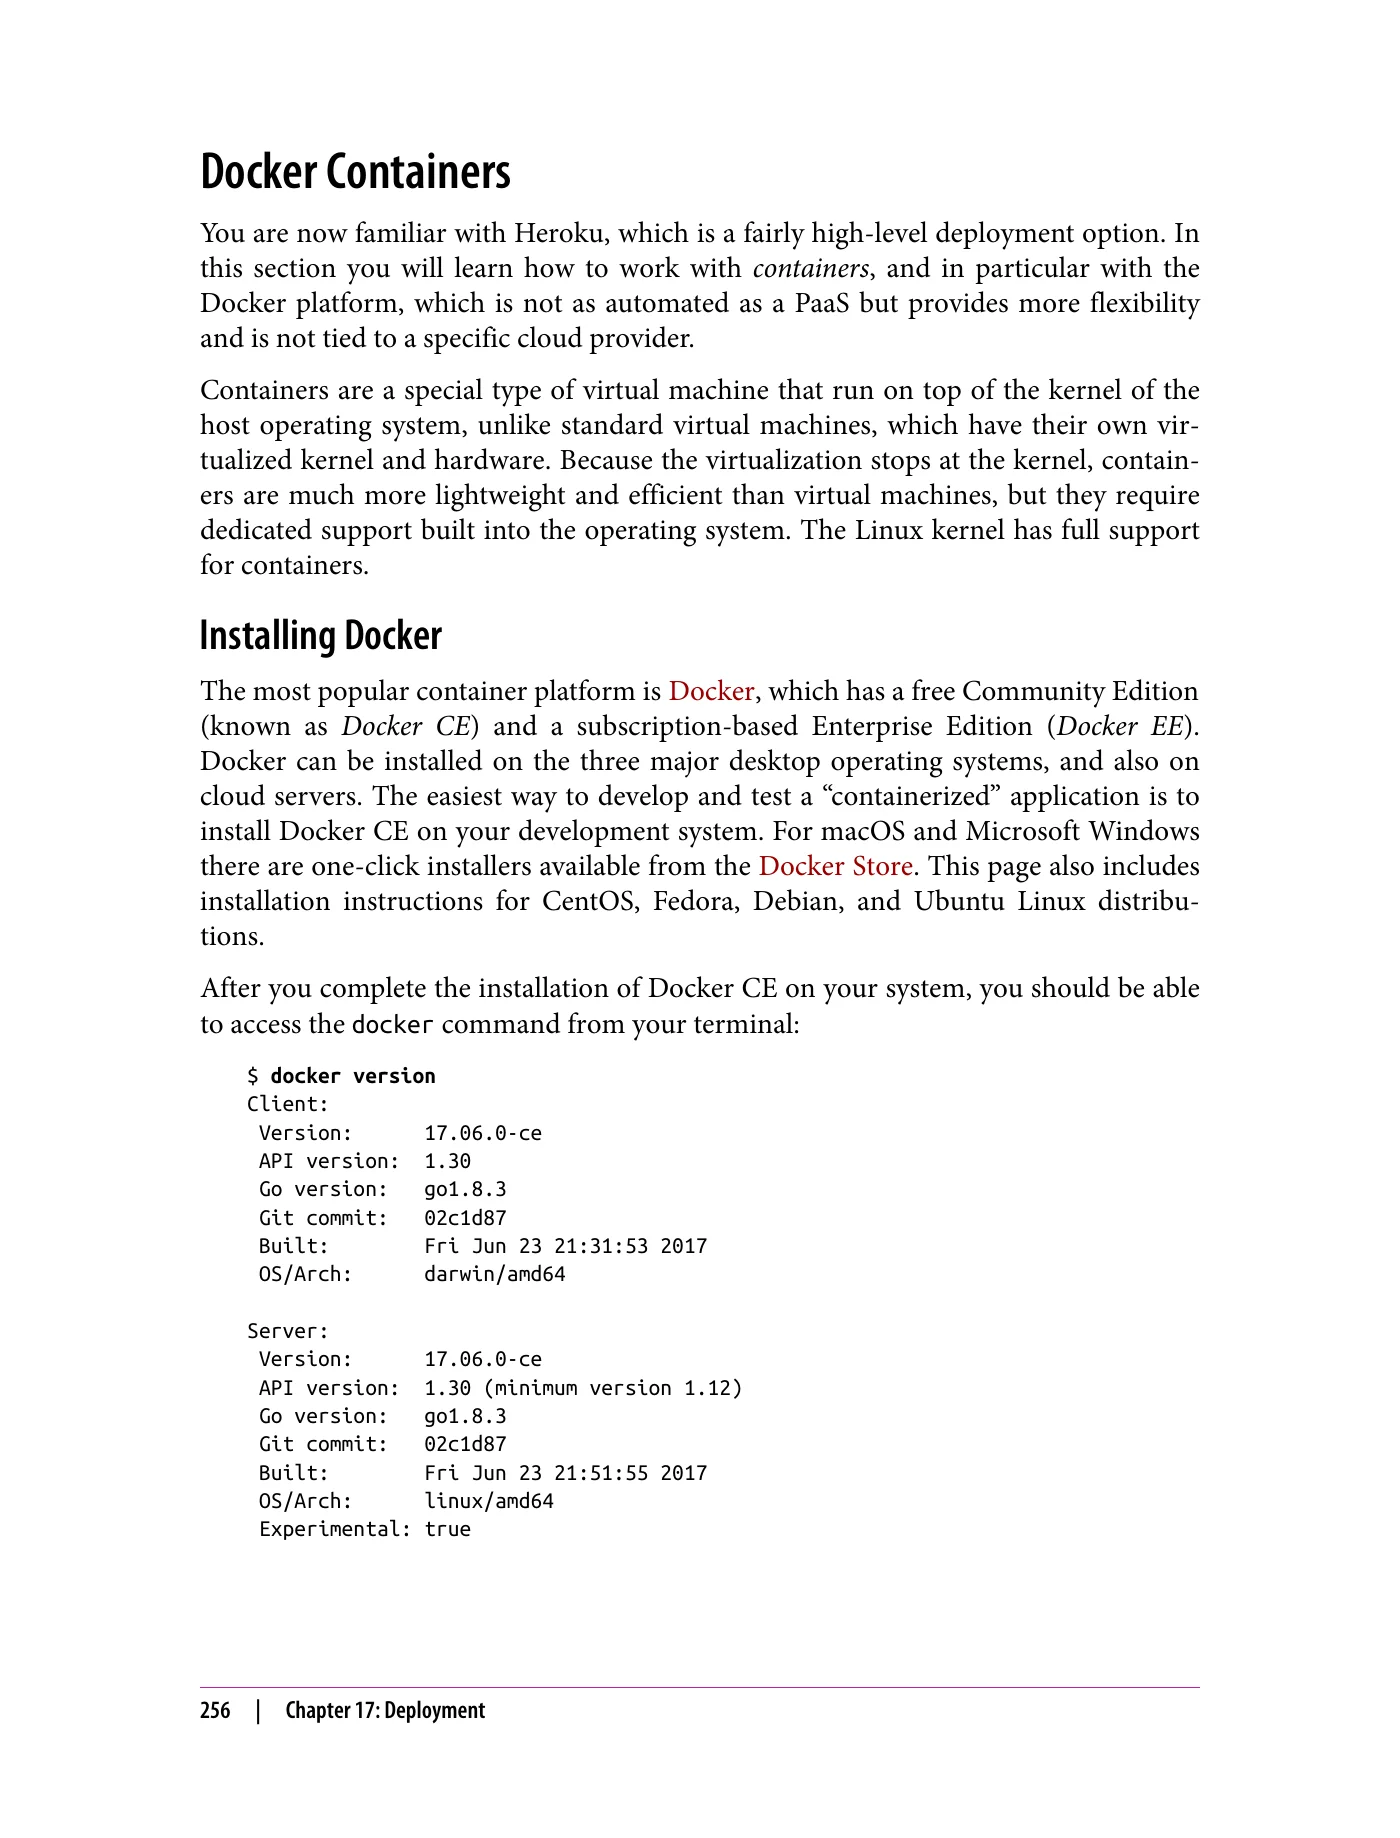 Docker Containers
You are now familiar with Heroku, which is a fairly high-level deployment option. In
this section you will learn how to work with containers, and in particular with the
Docker platform, which is not as automated as a PaaS but provides more flexibility
and is not tied to a specific cloud provider.
Containers are a special type of virtual machine that run on top of the kernel of the
host operating system, unlike standard virtual machines, which have their own vir-
tualized kernel and hardware. Because the virtualization stops at the kernel, contain-
ers are much more lightweight and efficient than virtual machines, but they require
dedicated support built into the operating system. The Linux kernel has full support
for containers.
Installing Docker
The most popular container platform is Docker, which has a free Community Edition
(known as Docker CE) and a subscription-based Enterprise Edition (Docker EE).
Docker can be installed on the three major desktop operating systems, and also on
cloud servers. The easiest way to develop and test a “containerized” application is to
install Docker CE on your development system. For macOS and Microsoft Windows
there are one-click installers available from the Docker Store. This page also includes
installation instructions for CentOS, Fedora, Debian, and Ubuntu Linux distribu-
tions.
After you complete the installation of Docker CE on your system, you should be able
to access the docker command from your terminal:
$ docker version
Client:
 Version:      17.06.0-ce
 API version:  1.30
 Go version:   go1.8.3
 Git commit:   02c1d87
 Built:        Fri Jun 23 21:31:53 2017
 OS/Arch:      darwin/amd64
Server:
 Version:      17.06.0-ce
 API version:  1.30 (minimum version 1.12)
 Go version:   go1.8.3
 Git commit:   02c1d87
 Built:        Fri Jun 23 21:51:55 2017
 OS/Arch:      linux/amd64
 Experimental: true
256 | Chapter 17: Deployment